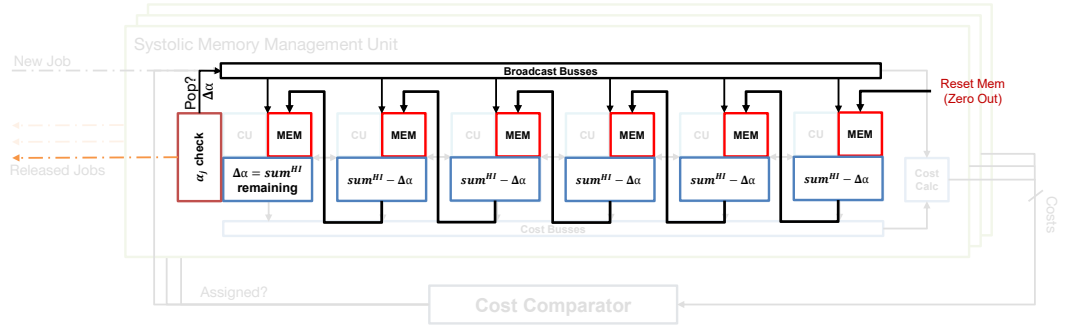 Systolic Memory Management Unit
New Job
Broadcast Busses
Pop?
Δα
Reset Mem
(Zero Out)
CU MEM CU MEM CU MEM CU MEM CU MEM CU MEM
α_j check
Released Jobs
Δα = sum^HI
remaining
sum^HI − Δα
sum^HI − Δα
sum^HI − Δα
sum^HI − Δα
sum^HI − Δα
Cost
Calc
Cost Busses
Costs
Assigned?
Cost Comparator